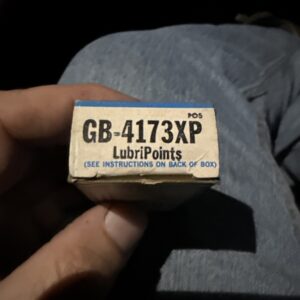 POS
GB-4173XP
LubriPoints
(SEE INSTRUCTIONS ON BACK OF BOX)